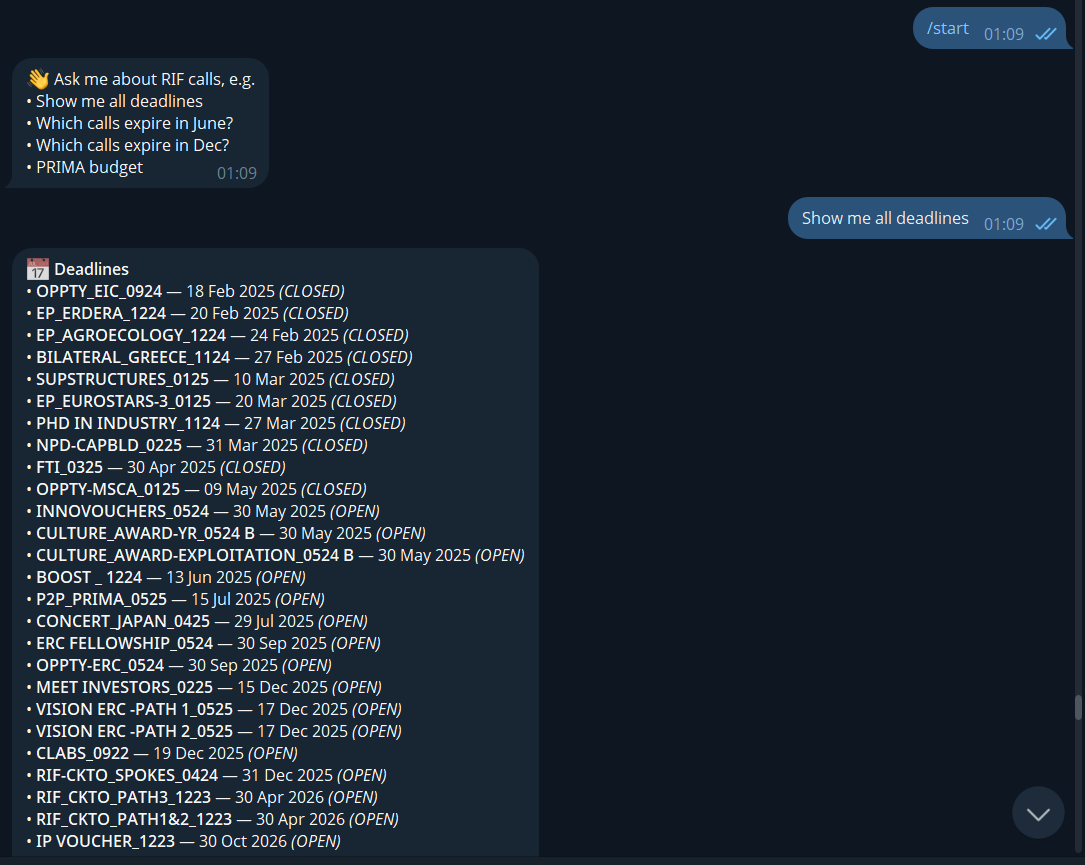 /start 01:09
👋 Ask me about RIF calls, e.g.
• Show me all deadlines
• Which calls expire in June?
• Which calls expire in Dec?
• PRIMA budget 01:09
Show me all deadlines 01:09
📅 Deadlines
• OPPTY_EIC_0924 — 18 Feb 2025 (CLOSED)
• EP_ERDERA_1224 — 20 Feb 2025 (CLOSED)
• EP_AGROECOLOGY_1224 — 24 Feb 2025 (CLOSED)
• BILATERAL_GREECE_1124 — 27 Feb 2025 (CLOSED)
• SUPSTRUCTURES_0125 — 10 Mar 2025 (CLOSED)
• EP_EUROSTARS-3_0125 — 20 Mar 2025 (CLOSED)
• PHD IN INDUSTRY_1124 — 27 Mar 2025 (CLOSED)
• NPD-CAPBLD_0225 — 31 Mar 2025 (CLOSED)
• FTI_0325 — 30 Apr 2025 (CLOSED)
• OPPTY-MSCA_0125 — 09 May 2025 (CLOSED)
• INNOVOUCHERS_0524 — 30 May 2025 (OPEN)
• CULTURE_AWARD-YR_0524 B — 30 May 2025 (OPEN)
• CULTURE_AWARD-EXPLOITATION_0524 B — 30 May 2025 (OPEN)
• BOOST _ 1224 — 13 Jun 2025 (OPEN)
• P2P_PRIMA_0525 — 15 Jul 2025 (OPEN)
• CONCERT_JAPAN_0425 — 29 Jul 2025 (OPEN)
• ERC FELLOWSHIP_0524 — 30 Sep 2025 (OPEN)
• OPPTY-ERC_0524 — 30 Sep 2025 (OPEN)
• MEET INVESTORS_0225 — 15 Dec 2025 (OPEN)
• VISION ERC -PATH 1_0525 — 17 Dec 2025 (OPEN)
• VISION ERC -PATH 2_0525 — 17 Dec 2025 (OPEN)
• CLABS_0922 — 19 Dec 2025 (OPEN)
• RIF-CKTO_SPOKES_0424 — 31 Dec 2025 (OPEN)
• RIF_CKTO_PATH3_1223 — 30 Apr 2026 (OPEN)
• RIF_CKTO_PATH1&2_1223 — 30 Apr 2026 (OPEN)
• IP VOUCHER_1223 — 30 Oct 2026 (OPEN)